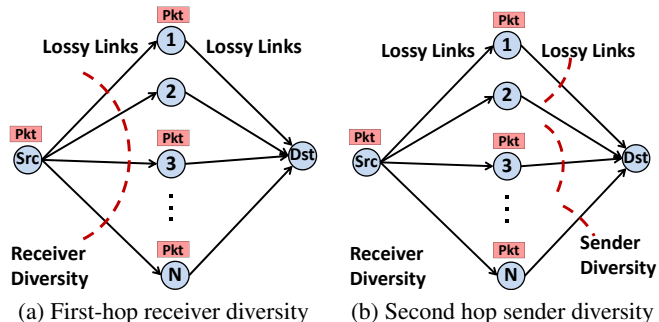 Pkt
Lossy Links
1
Lossy Links
2
Pkt
Src
Pkt
3
Dst
Receiver
Diversity
Pkt
N
(a) First-hop receiver diversity
Pkt
Lossy Links
1
Lossy Links
2
Pkt
Src
Pkt
3
Dst
Receiver
Diversity
Pkt
N
Sender
Diversity
(b) Second hop sender diversity